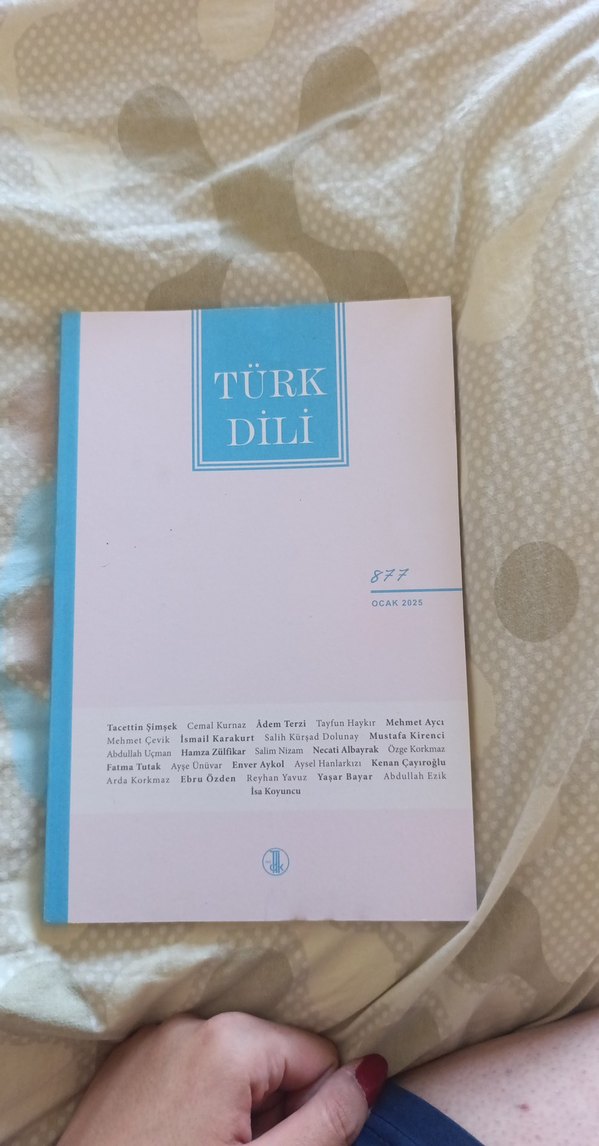 TÜRK
DİLİ
877
OCAK 2025
Tacettin Şimşek Cemal Kurnaz Âdem Terzi Tayfun Haykır Mehmet Aycı
Mehmet Çevik İsmail Karakurt Salih Kürşad Dolunay Mustafa Kirenci
Abdullah Uçman Hamza Zülfikar Salim Nizam Necati Albayrak Özge Korkmaz
Fatma Tutak Ayşe Ünüvar Enver Aykol Aysel Hanlarkızı Kenan Çayıroğlu
Arda Korkmaz Ebru Özden Reyhan Yavuz Yaşar Bayar Abdullah Ezik
İsa Koyuncu